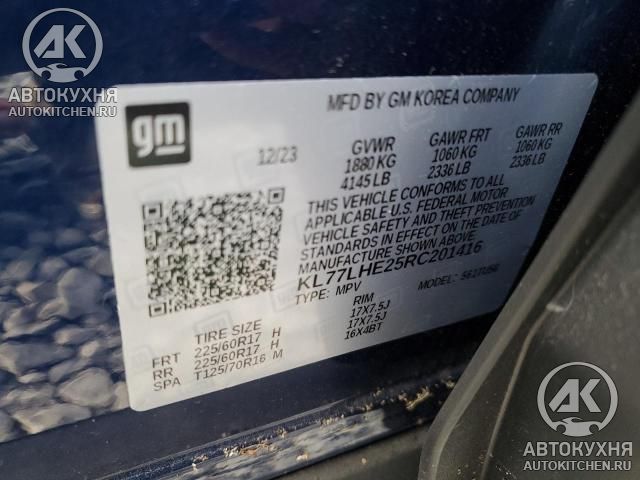 AK
АВТОКУХНЯ
AUTOKITCHEN.RU
gm
MFD BY GM KOREA COMPANY
12/23
GVWR
1880 KG
4145 LB
GAWR FRT
1060 KG
2336 LB
GAWR RR
1060 KG
2336 LB
THIS VEHICLE CONFORMS TO ALL
APPLICABLE U.S. FEDERAL MOTOR
VEHICLE SAFETY AND THEFT PREVENTION
STANDARDS IN EFFECT ON THE DATE OF
MANUFACTURE SHOWN ABOVE.
KL77LHE25RC201416
TYPE: MPV
MODEL:
TIRE SIZE
RIM
FRT 225/60R17 H 17X7.5J
RR 225/60R17 H 17X7.5J
SPA T125/70R16 M 16X4BT
AK
АВТОКУХНЯ
AUTOKITCHEN.RU